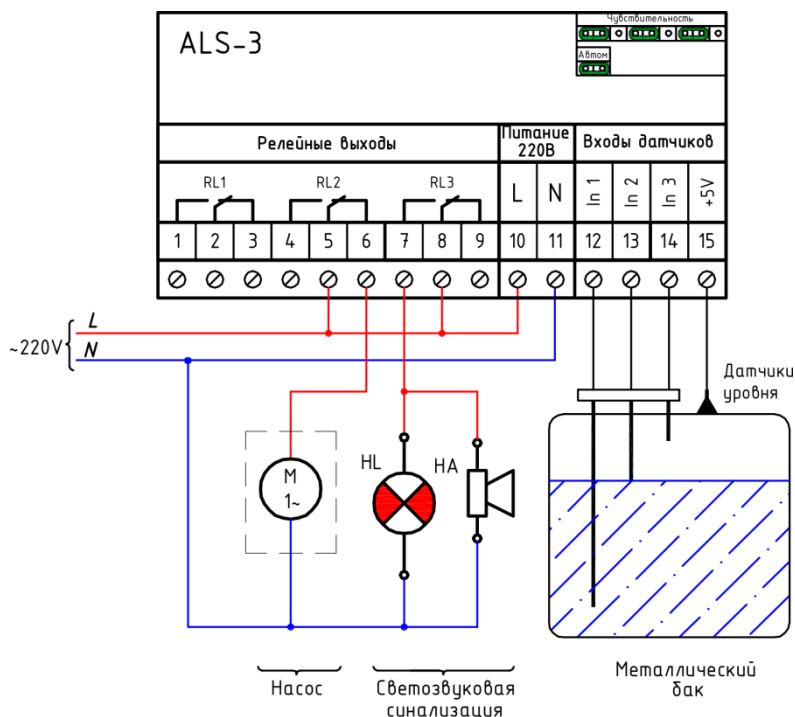 Чувствительность
ALS-3
Автом
Релейные выходы
Питание
220В
Входы датчиков
RL1
RL2
RL3
L
N
In 1
In 2
In 3
+5V
1
2
3
4
5
6
7
8
9
10
11
12
13
14
15
L
~220V
N
Датчики
уровня
HL
HA
M
1~
Насос
Светозвуковая
синализация
Металлический
бак